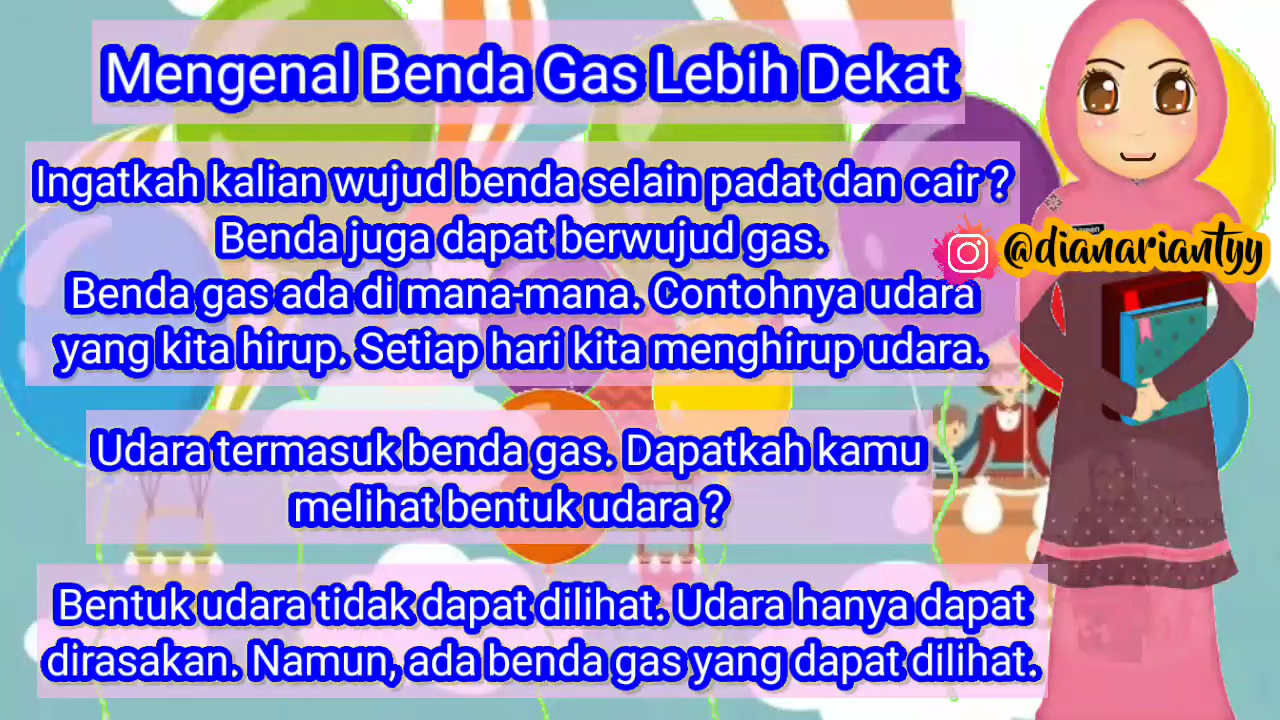 Mengenal Benda Gas Lebih Dekat
Ingatkah kalian wujud benda selain padat dan cair ?
Benda juga dapat berwujud gas.
Benda gas ada di mana-mana. Contohnya udara
yang kita hirup. Setiap hari kita menghirup udara.
@dianariantyy
Udara termasuk benda gas. Dapatkah kamu
melihat bentuk udara ?
Bentuk udara tidak dapat dilihat. Udara hanya dapat
dirasakan. Namun, ada benda gas yang dapat dilihat.